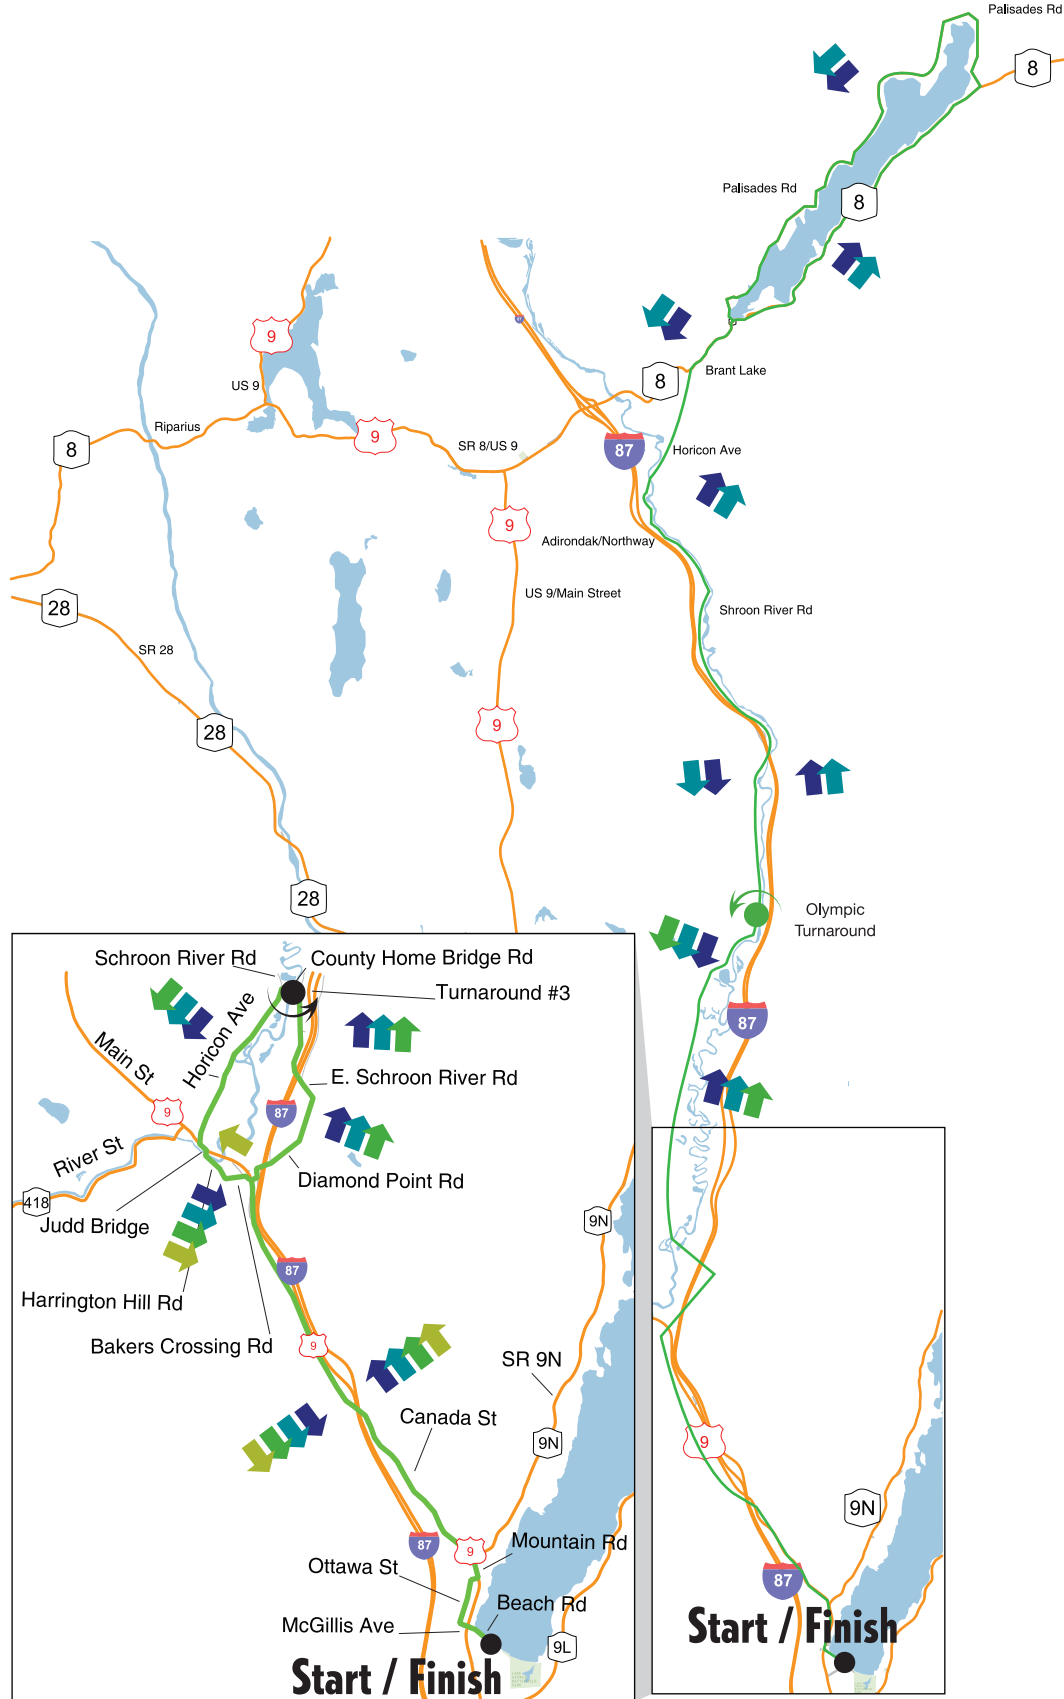 Palisades Rd
8
Palisades Rd
8
9
US 9
8
Brant Lake
Riparius
9
8
SR 8/US 9
87
Horicon Ave
9
Adirondak/Northway
28
US 9/Main Street
Shroon River Rd
SR 28
28
9
28
Olympic
Turnaround
87
Schroon River Rd
County Home Bridge Rd
Turnaround #3
Horicon Ave
Main St
E. Schroon River Rd
9
87
River St
Diamond Point Rd
418
Judd Bridge
9N
87
Harrington Hill Rd
Bakers Crossing Rd
9
SR 9N
Canada St
9N
9
9N
87
9
Mountain Rd
Ottawa St
87
Beach Rd
McGillis Ave
9L
Start / Finish
Start / Finish